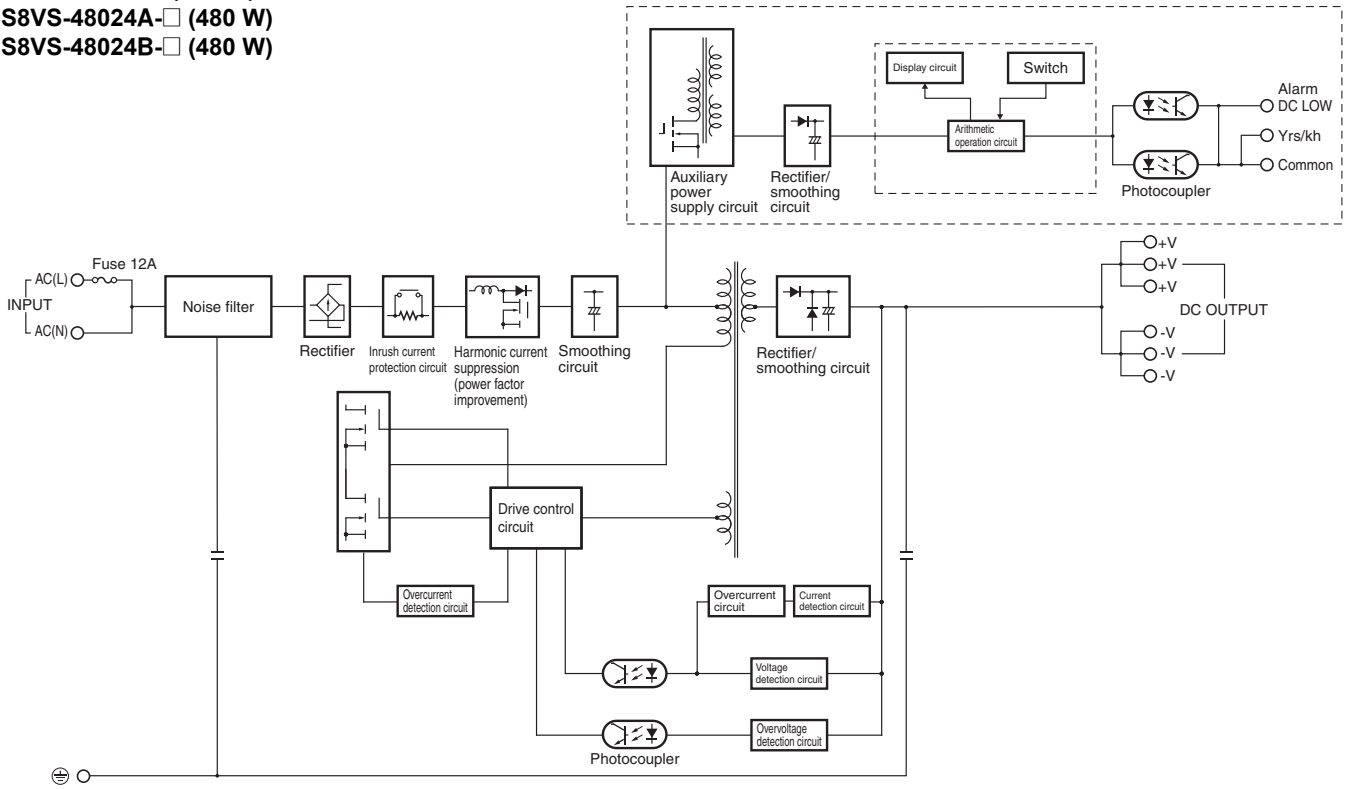 S8VS-48024A-□ (480 W)
S8VS-48024B-□ (480 W)
Display circuit
Switch
Arithmetic
operation circuit
Alarm
DC LOW
Yrs/kh
Common
Photocoupler
Auxiliary
power
supply circuit
Rectifier/
smoothing
circuit
INPUT
AC(L)
Fuse 12A
AC(N)
Noise filter
Rectifier
Inrush current
protection circuit
Harmonic current
suppression
(power factor
improvement)
Smoothing
circuit
Rectifier/
smoothing circuit
+V
+V
+V
DC OUTPUT
-V
-V
-V
Drive control
circuit
Overcurrent
detection circuit
Overcurrent
circuit
Current
detection circuit
Voltage
detection circuit
Overvoltage
detection circuit
Photocoupler